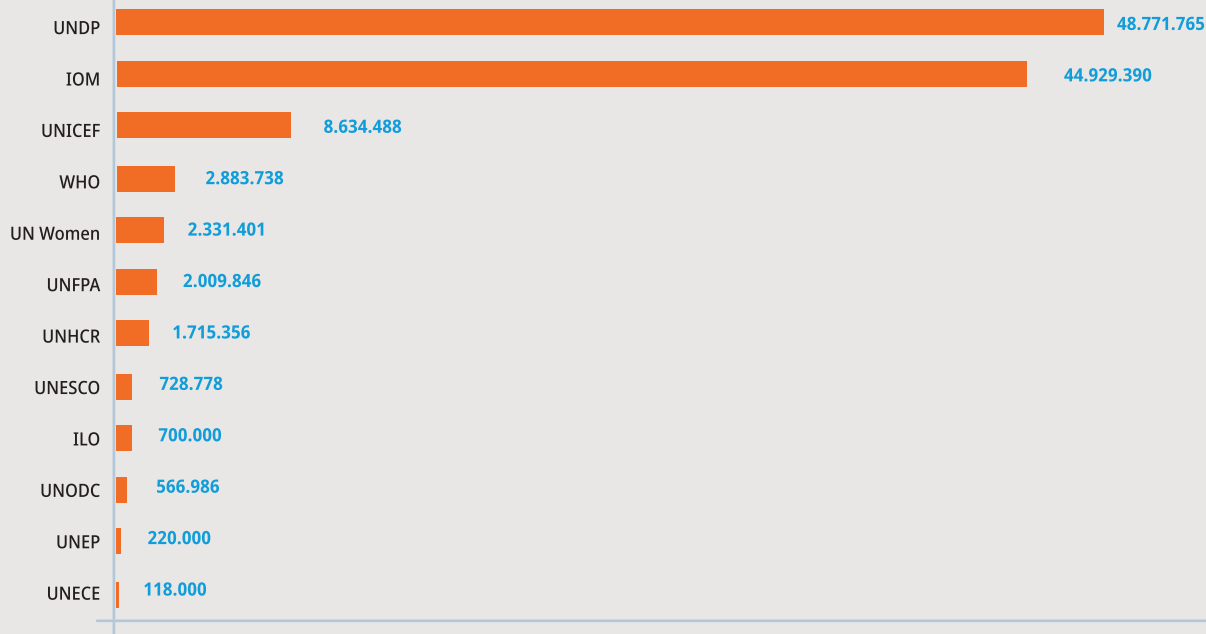 UNDP 48.771.765
IOM 44.929.390
UNICEF 8.634.488
WHO 2.883.738
UN Women 2.331.401
UNFPA 2.009.846
UNHCR 1.715.356
UNESCO 728.778
ILO 700.000
UNODC 566.986
UNEP 220.000
UNECE 118.000